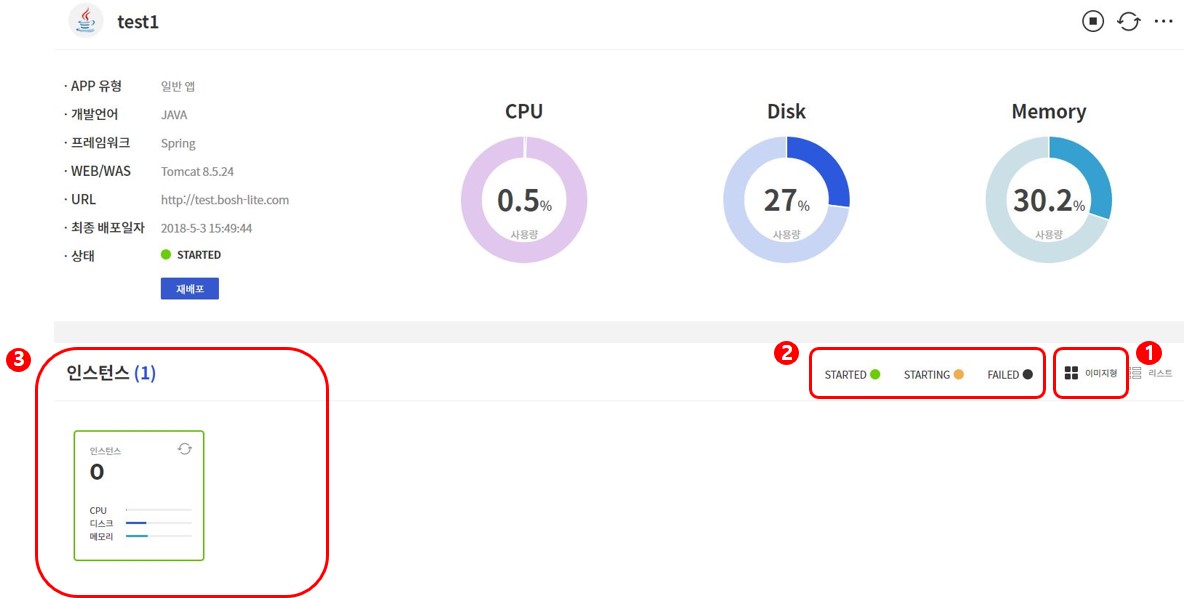 test1
· APP 유형 일반 앱
· 개발언어 JAVA
· 프레임워크 Spring
· WEB/WAS Tomcat 8.5.24
· URL http://test.bosh-lite.com
· 최종 배포일자 2018-5-3 15:49:44
· 상태 STARTED
재배포
CPU
0.5%
사용량
Disk
27%
사용량
Memory
30.2%
사용량
3
인스턴스 (1)
2
STARTED STARTING FAILED
1
이미지형 리스트
인스턴스
0
CPU
디스크
메모리